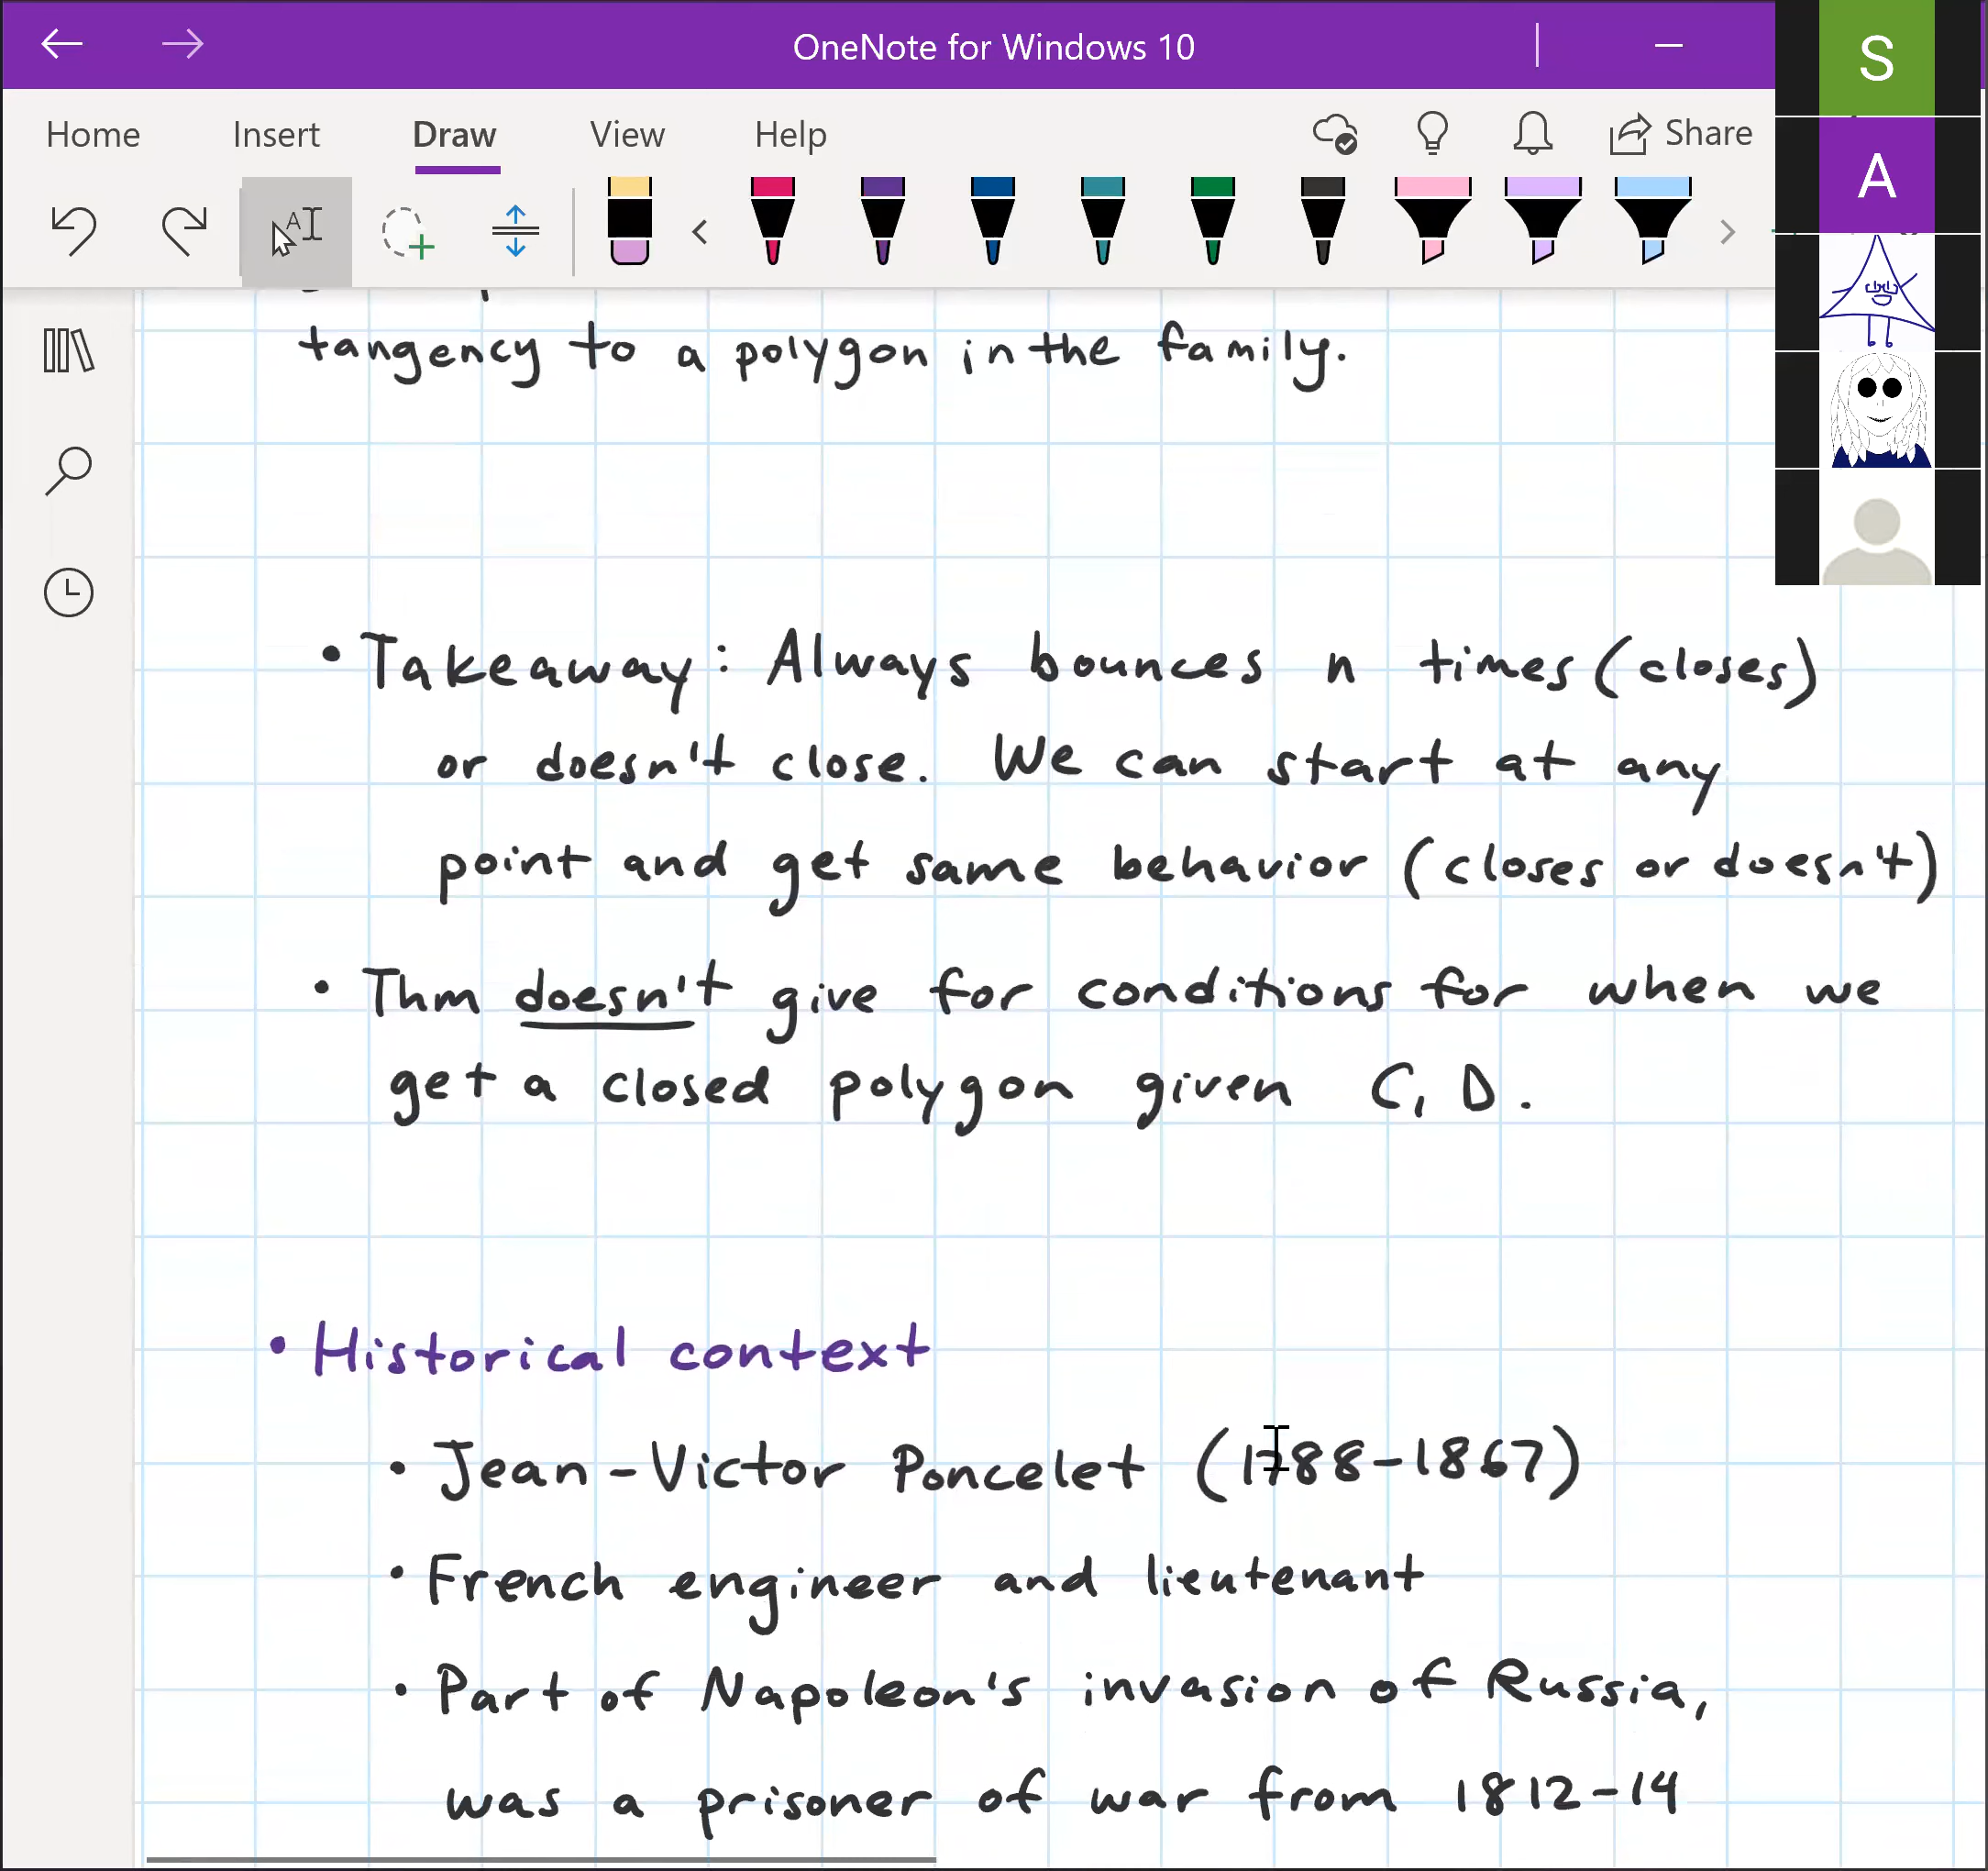 OneNote for Windows 10
S
Home Insert Draw View Help Share
A
tangency to a polygon in the family.
• Takeaway: Always bounces n times (closes)
or doesn't close. We can start at any
point and get same behavior (closes or doesn't)
• Thm doesn't give for conditions for when we
get a closed polygon given C, D.
• Historical context
• Jean-Victor Poncelet (1788-1867)
• French engineer and lieutenant
• Part of Napoleon's invasion of Russia,
was a prisoner of war from 1812-14